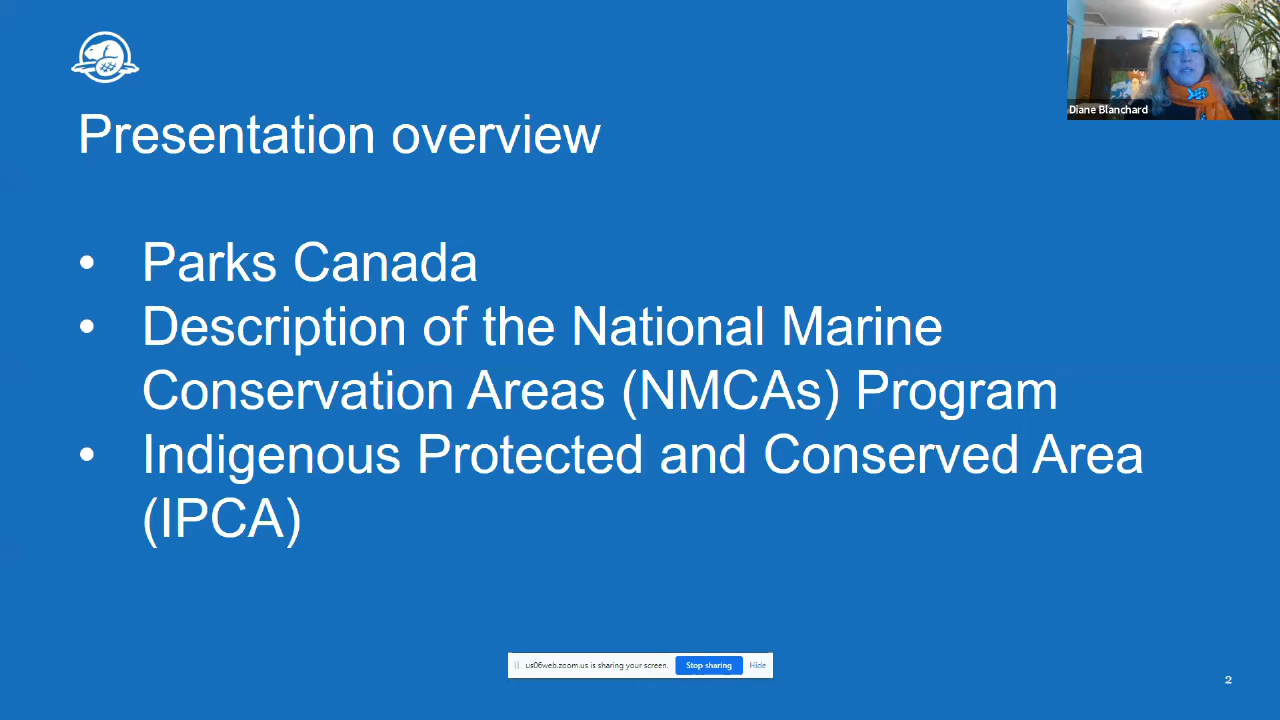 Diane Blanchard
Presentation overview
• Parks Canada
• Description of the National Marine
Conservation Areas (NMCAs) Program
• Indigenous Protected and Conserved Area
(IPCA)
us06web.zoom.us is sharing your screen. Stop sharing Hide
2